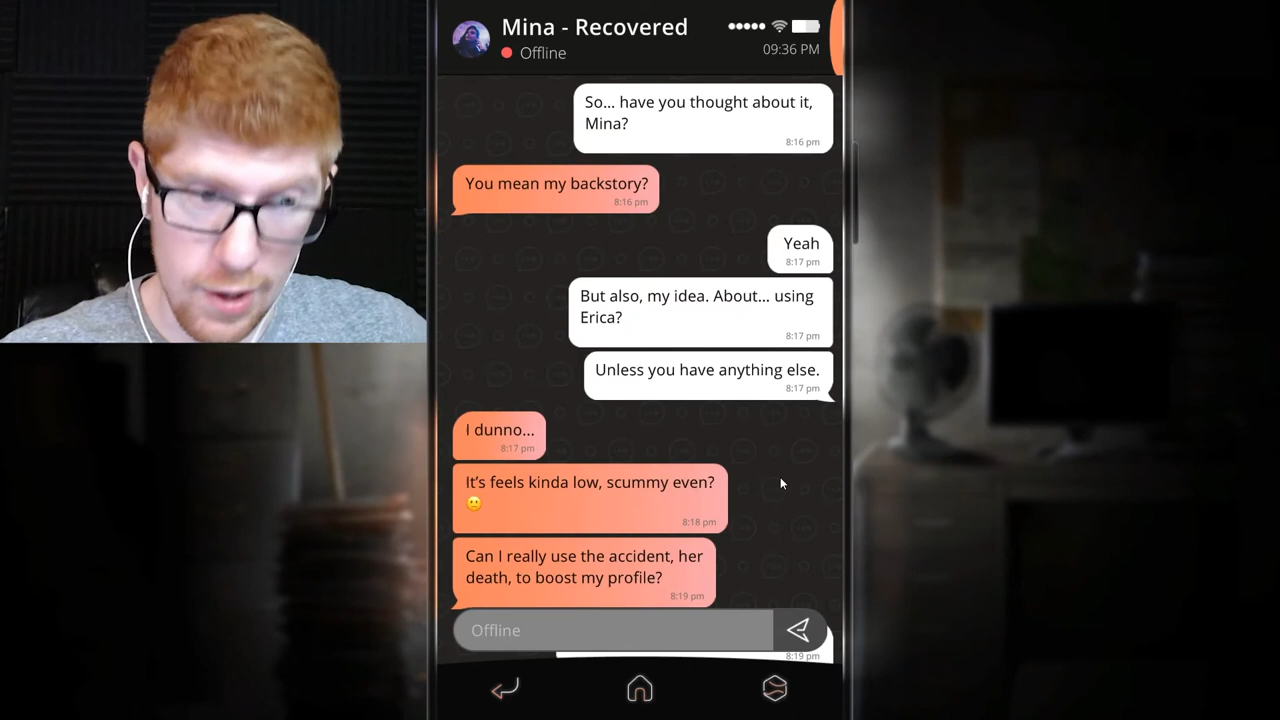 Mina - Recovered
Offline
09:36 PM
So... have you thought about it,
Mina?
8:16 pm
You mean my backstory?
8:16 pm
Yeah
8:17 pm
But also, my idea. About... using
Erica?
8:17 pm
Unless you have anything else.
8:17 pm
I dunno...
8:17 pm
It's feels kinda low, scummy even?
🙂
8:18 pm
Can I really use the accident, her
death, to boost my profile?
8:19 pm
Offline
8:19 pm